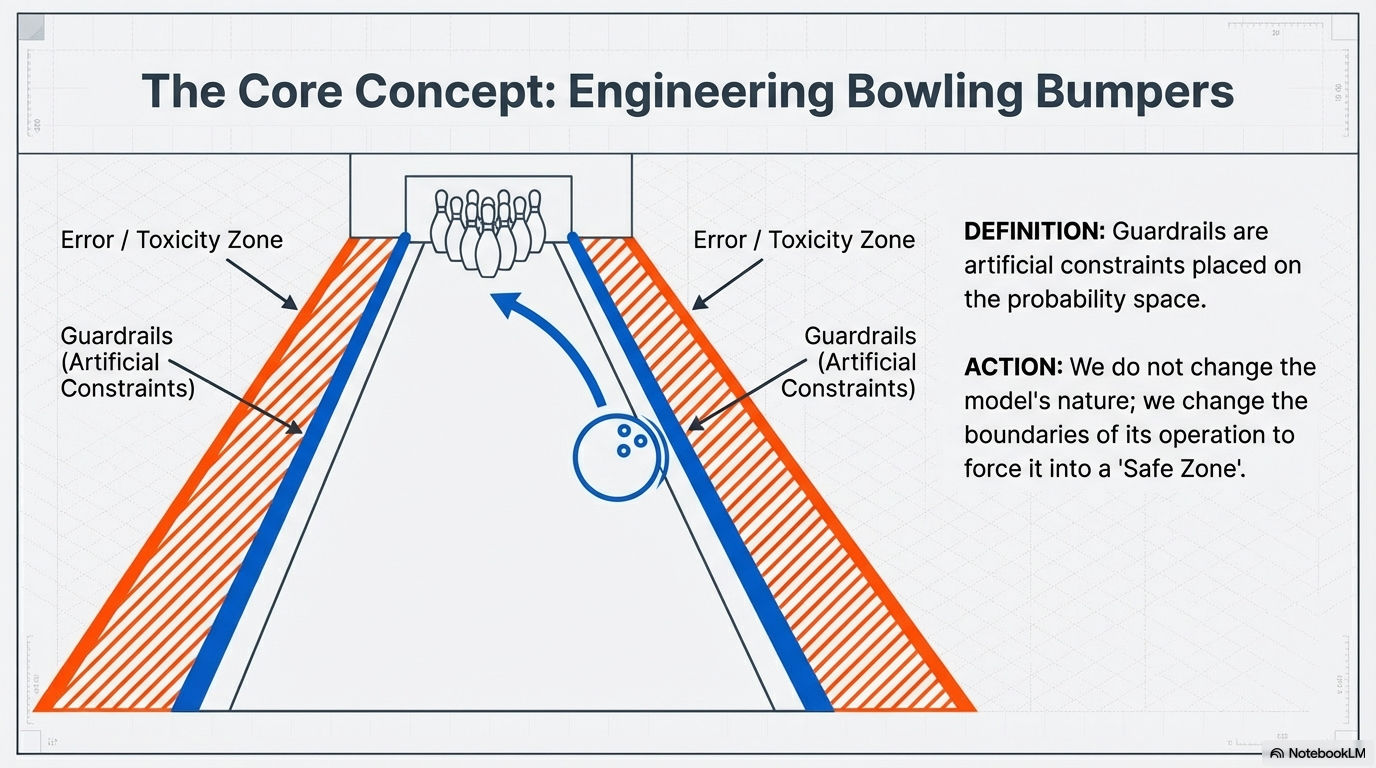 The Core Concept: Engineering Bowling Bumpers
Error / Toxicity Zone
Guardrails
(Artificial
Constraints)
Error / Toxicity Zone
Guardrails
(Artificial
Constraints)
DEFINITION: Guardrails are
artificial constraints placed on
the probability space.
ACTION: We do not change the
model's nature; we change the
boundaries of its operation to
force it into a 'Safe Zone'.
NotebookLM